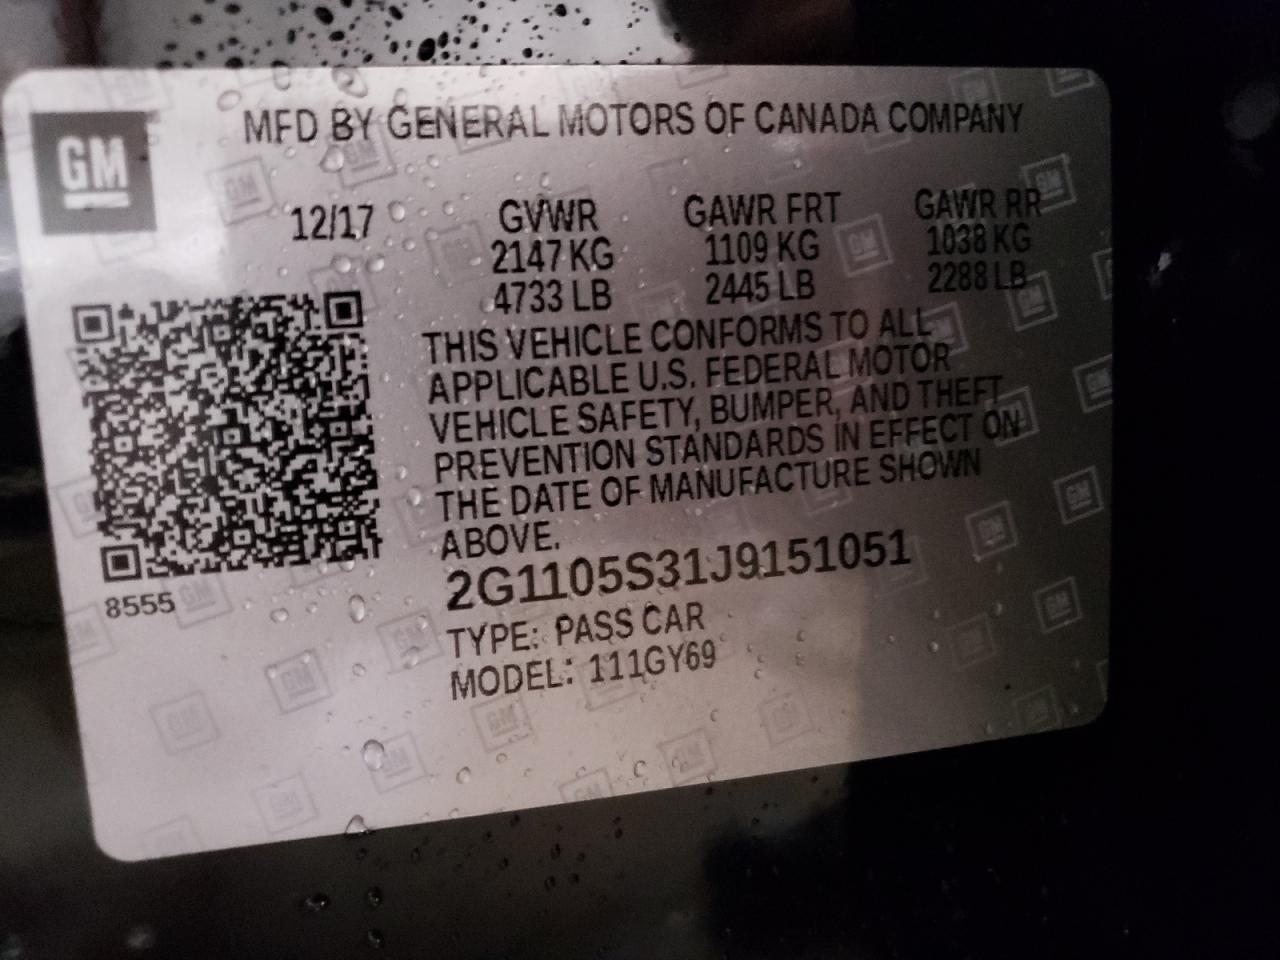 GM
MFD BY GENERAL MOTORS OF CANADA COMPANY
12/17 GVWR GAWR FRT GAWR RR
2147 KG 1109 KG 1038 KG
4733 LB 2445 LB 2288 LB
THIS VEHICLE CONFORMS TO ALL
APPLICABLE U.S. FEDERAL MOTOR
VEHICLE SAFETY, BUMPER, AND THEFT
PREVENTION STANDARDS IN EFFECT ON
THE DATE OF MANUFACTURE SHOWN
ABOVE.
2G1105S31J9151051
8555
TYPE: PASS CAR
MODEL: 111GY69